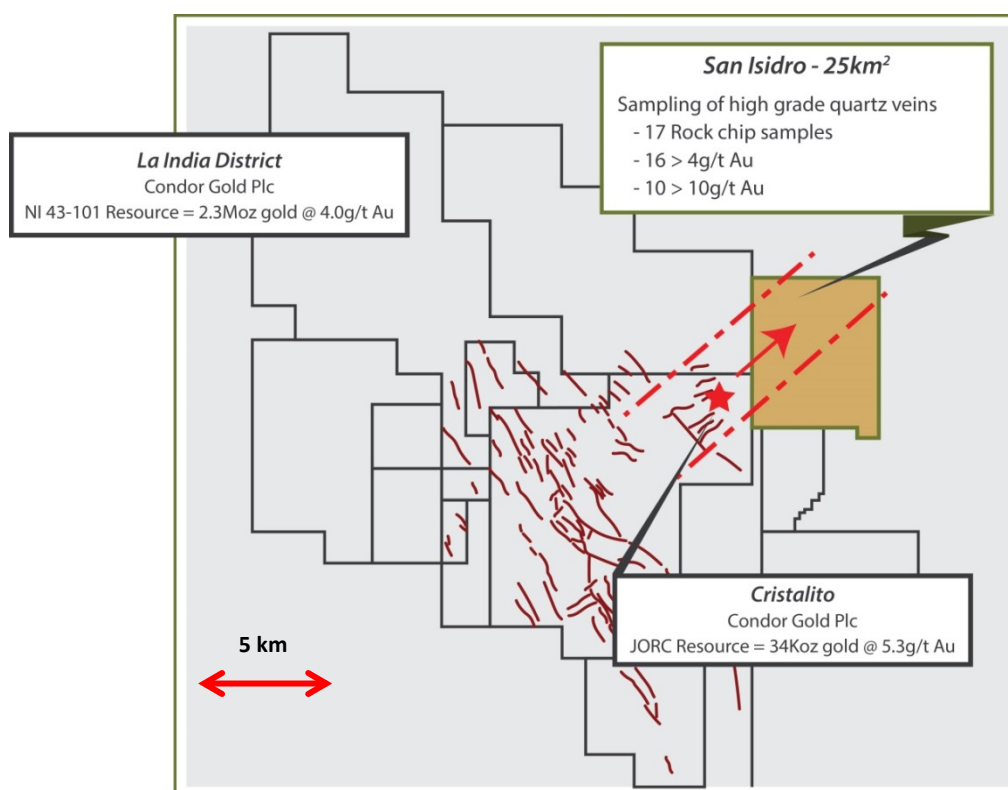 San Isidro - 25km²
Sampling of high grade quartz veins
- 17 Rock chip samples
- 16 > 4g/t Au
- 10 > 10g/t Au
La India District
Condor Gold Plc
NI 43-101 Resource = 2.3Moz gold @ 4.0g/t Au
Cristalito
Condor Gold Plc
JORC Resource = 34Koz gold @ 5.3g/t Au
5 km